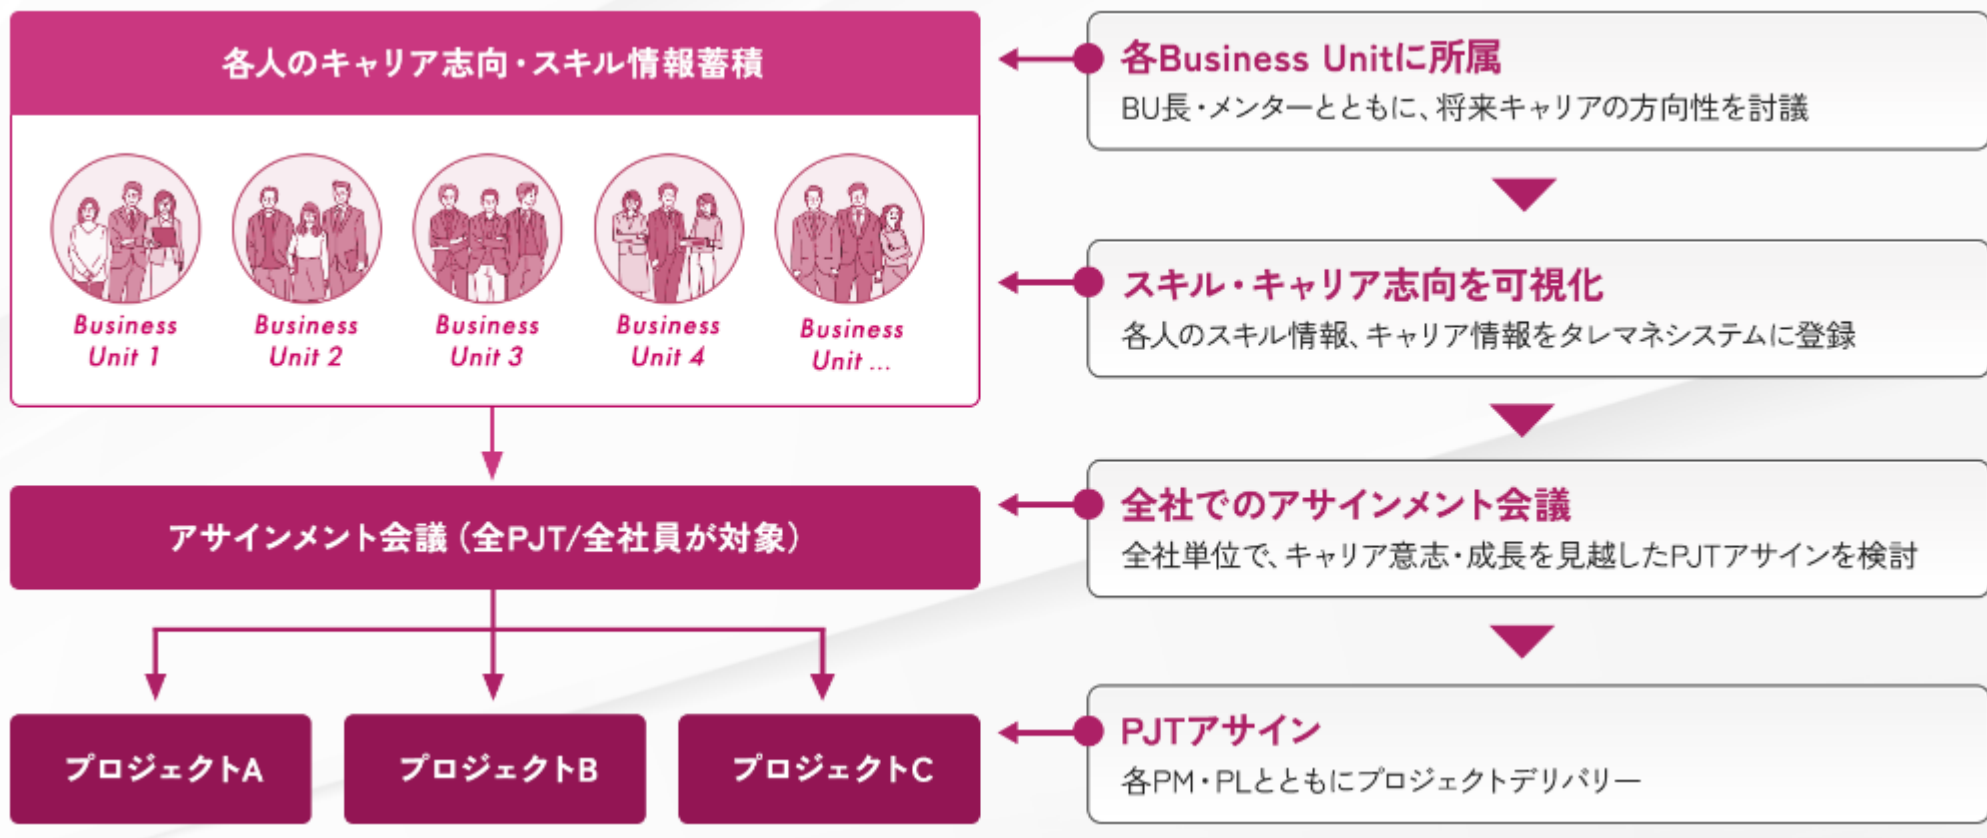 各人のキャリア志向・スキル情報蓄積
Business
Unit 1
Business
Unit 2
Business
Unit 3
Business
Unit 4
Business
Unit ...
アサインメント会議（全PJT/全社員が対象）
プロジェクトA
プロジェクトB
プロジェクトC
各Business Unitに所属
BU長・メンターとともに、将来キャリアの方向性を討議
スキル・キャリア志向を可視化
各人のスキル情報、キャリア情報をタレマネシステムに登録
全社でのアサインメント会議
全社単位で、キャリア意志・成長を見越したPJTアサインを検討
PJTアサイン
各PM・PLとともにプロジェクトデリバリー